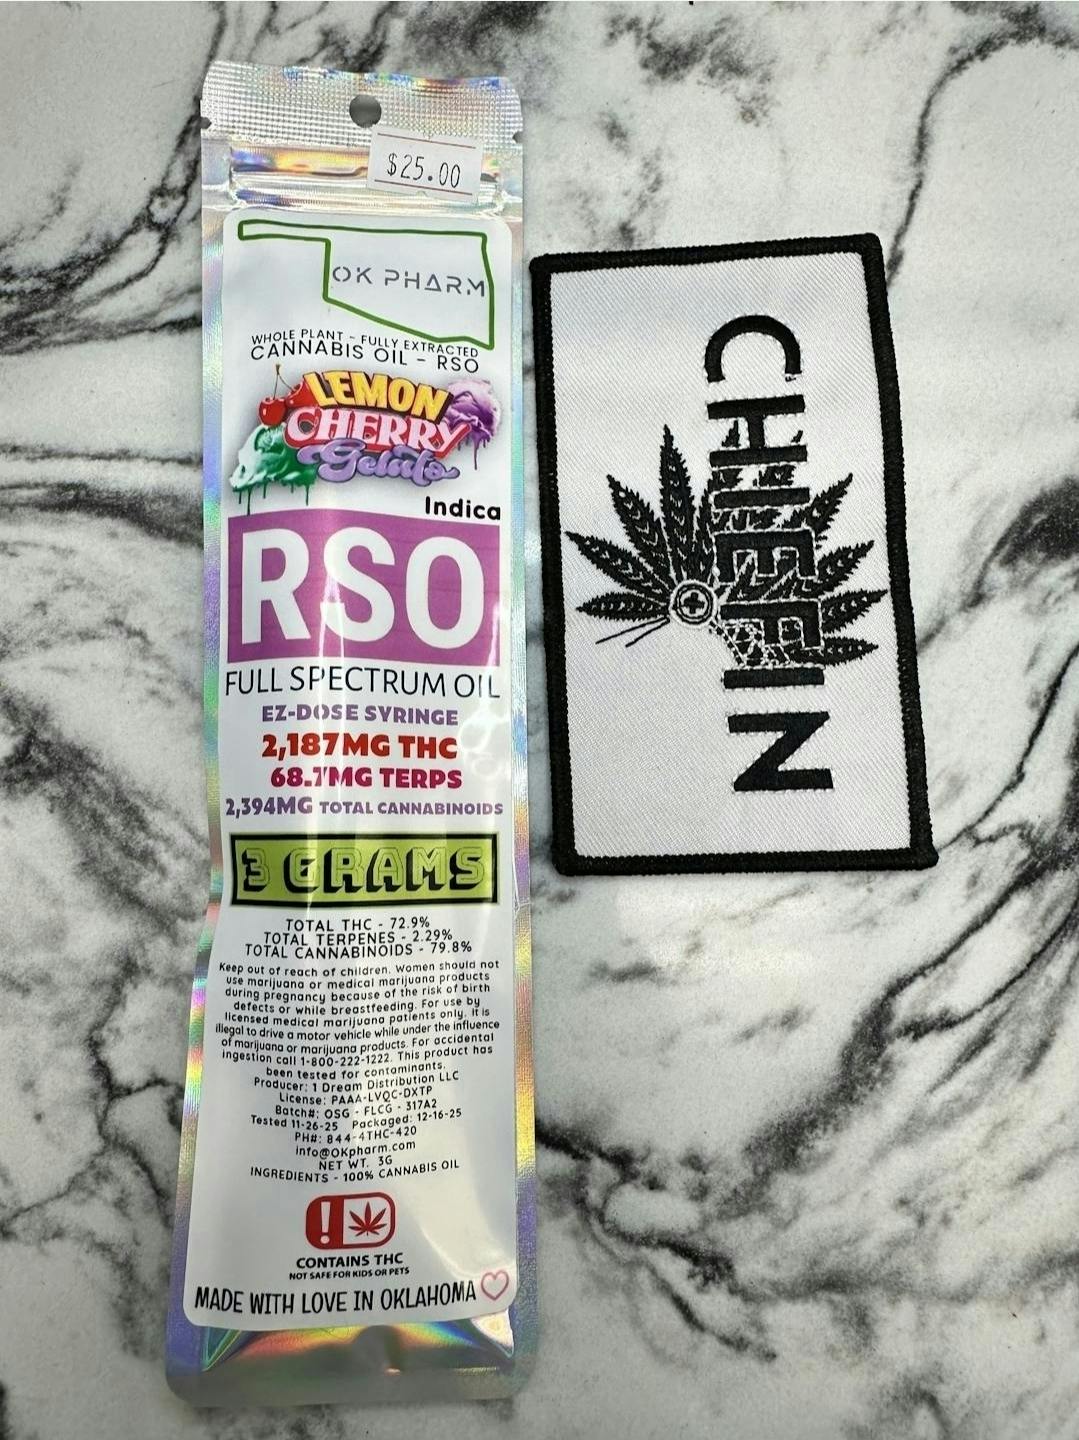 $25.00
OK PHARM
WHOLE PLANT - FULLY EXTRACTED
CANNABIS OIL - RSO
LEMON
CHERRY
Gelato
Indica
RSO
FULL SPECTRUM OIL
EZ-DOSE SYRINGE
2,187MG THC
68.7MG TERPS
2,394MG TOTAL CANNABINOIDS
3 GRAMS
TOTAL THC - 72.9%
TOTAL TERPENES - 2.29%
TOTAL CANNABINOIDS - 79.8%
Keep out of reach of children. Women should not
use marijuana or medical marijuana products
during pregnancy because of the risk of birth
defects or while breastfeeding. For use by
licensed medical marijuana patients only. It is
illegal to drive a motor vehicle while under the influence
of marijuana or marijuana products. For accidental
ingestion call 1-800-222-1222. This product has
been tested for contaminants.
Producer: 1 Dream Distribution LLC
License: PAAA-LVQC-DXTP
Batch#: OSG - FLCG - 317A2
Tested 11-26-25 Packaged: 12-16-25
PH#: 844-4THC-420
info@OKpharm.com
NET WT. 3G
INGREDIENTS - 100% CANNABIS OIL
!
CONTAINS THC
NOT SAFE FOR KIDS OR PETS
MADE WITH LOVE IN OKLAHOMA
CHIEFIN